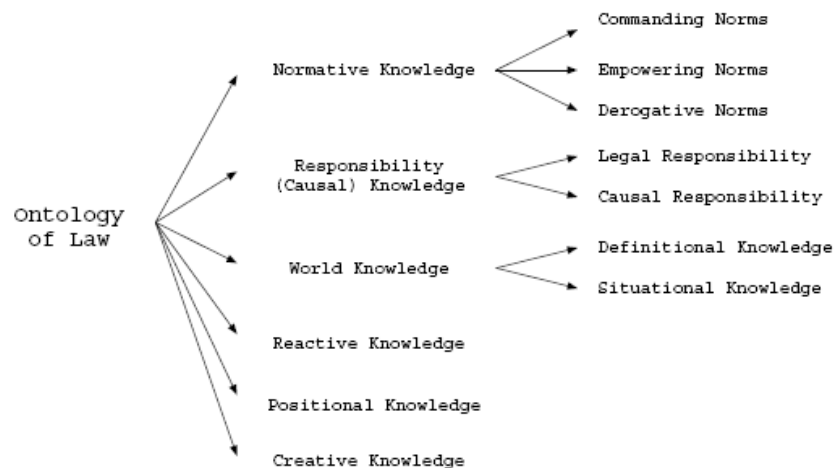 Ontology
of Law
Normative Knowledge
Commanding Norms
Empowering Norms
Derogative Norms
Responsibility
(Causal) Knowledge
Legal Responsibility
Causal Responsibility
World Knowledge
Definitional Knowledge
Situational Knowledge
Reactive Knowledge
Positional Knowledge
Creative Knowledge